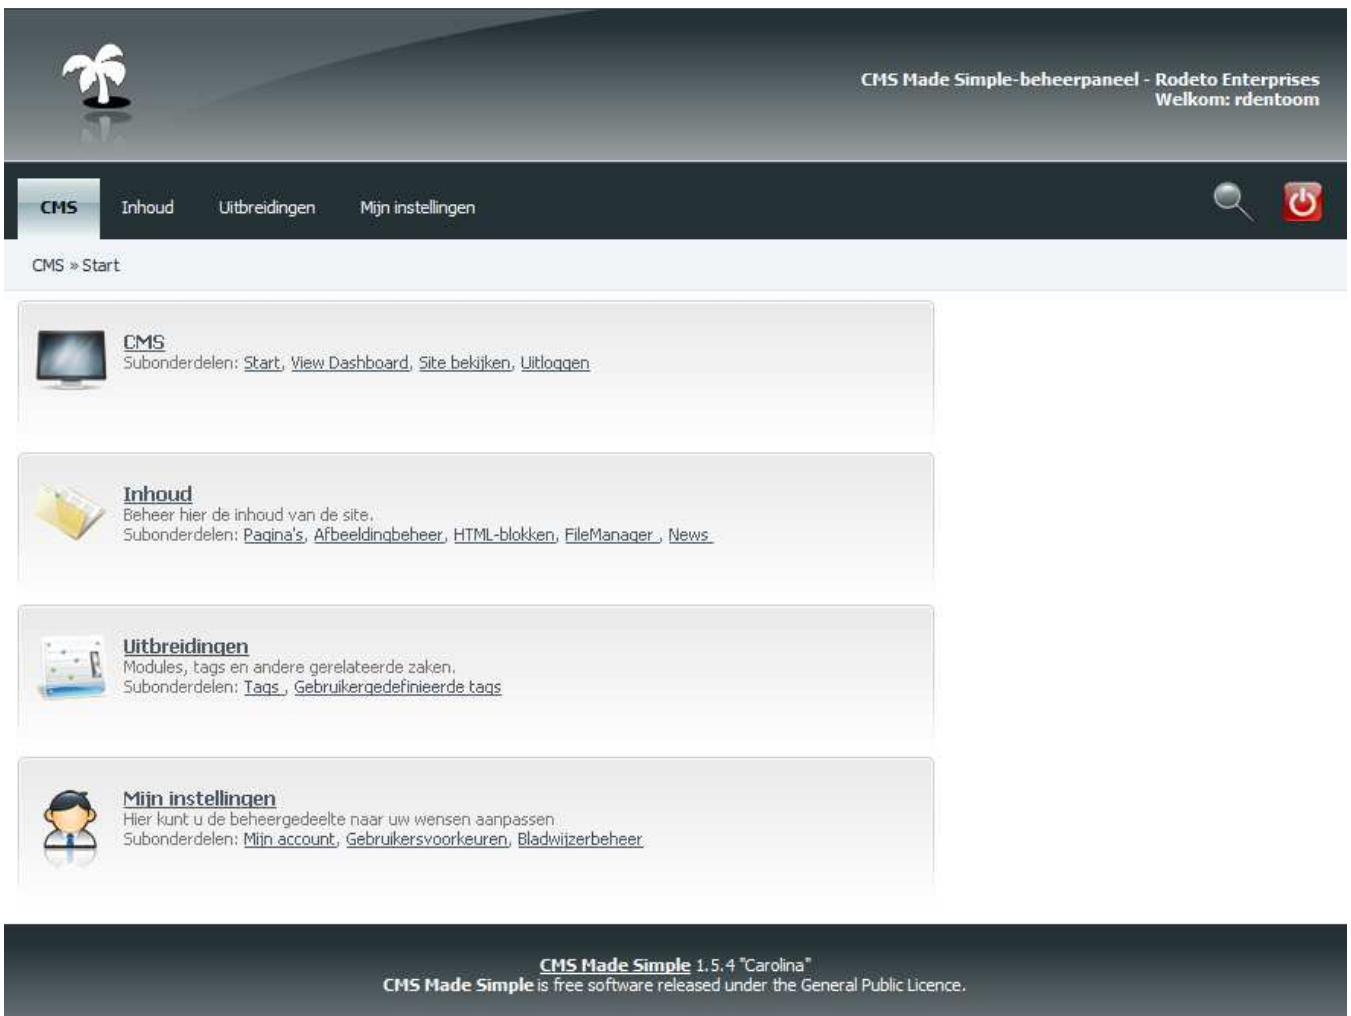 CMS Made Simple-beheerpaneel - Rodeto Enterprises
Welkom: rdentoom
CMS Inhoud Uitbreidingen Mijn instellingen
CMS » Start
CMS
Subonderdelen: Start, View Dashboard, Site bekijken, Uitloggen
Inhoud
Beheer hier de inhoud van de site.
Subonderdelen: Pagina's, Afbeeldingbeheer, HTML-blokken, FileManager , News
Uitbreidingen
Modules, tags en andere gerelateerde zaken.
Subonderdelen: Tags , Gebruikergedefinieerde tags
Mijn instellingen
Hier kunt u de beheergedeelte naar uw wensen aanpassen
Subonderdelen: Mijn account, Gebruikersvoorkeuren, Bladwijzerbeheer
CMS Made Simple 1.5.4 "Carolina"
CMS Made Simple is free software released under the General Public Licence.